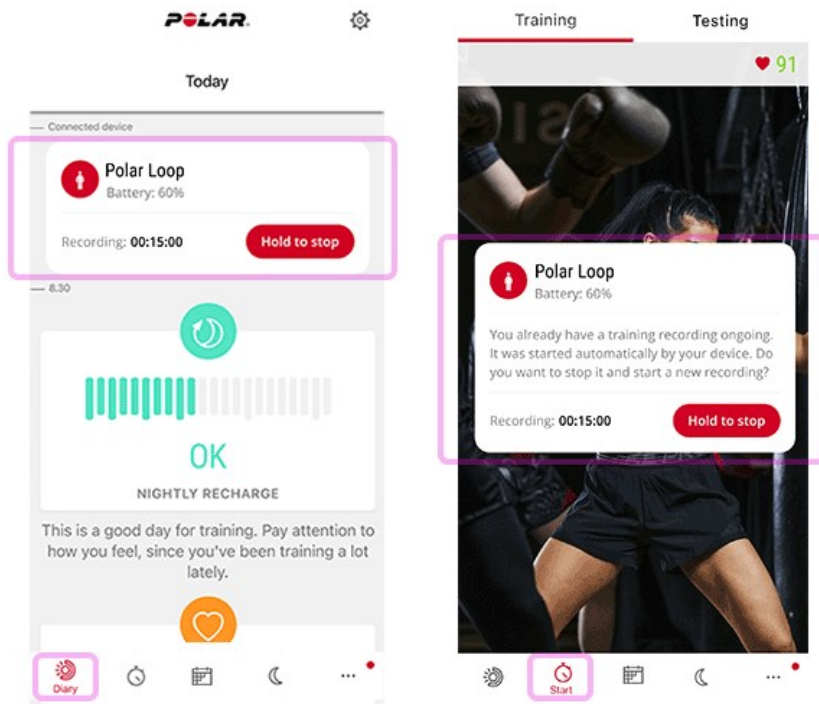 POLAR.
Today
Connected device
Polar Loop
Battery: 60%
Recording: 00:15:00
Hold to stop
8.30
OK
NIGHTLY RECHARGE
This is a good day for training. Pay attention to
how you feel, since you've been training a lot
lately.
Diary
Training
Testing
91
Polar Loop
Battery: 60%
You already have a training recording ongoing.
It was started automatically by your device. Do
you want to stop it and start a new recording?
Recording: 00:15:00
Hold to stop
Start